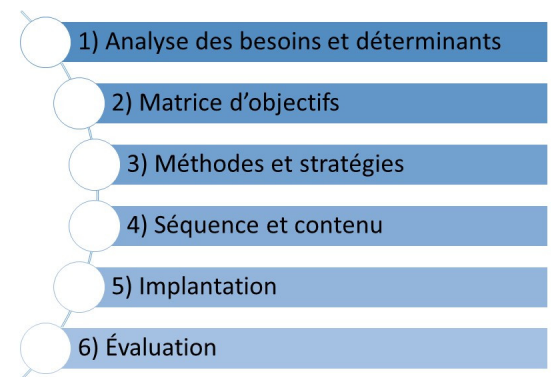 1) Analyse des besoins et déterminants
2) Matrice d’objectifs
3) Méthodes et stratégies
4) Séquence et contenu
5) Implantation
6) Évaluation